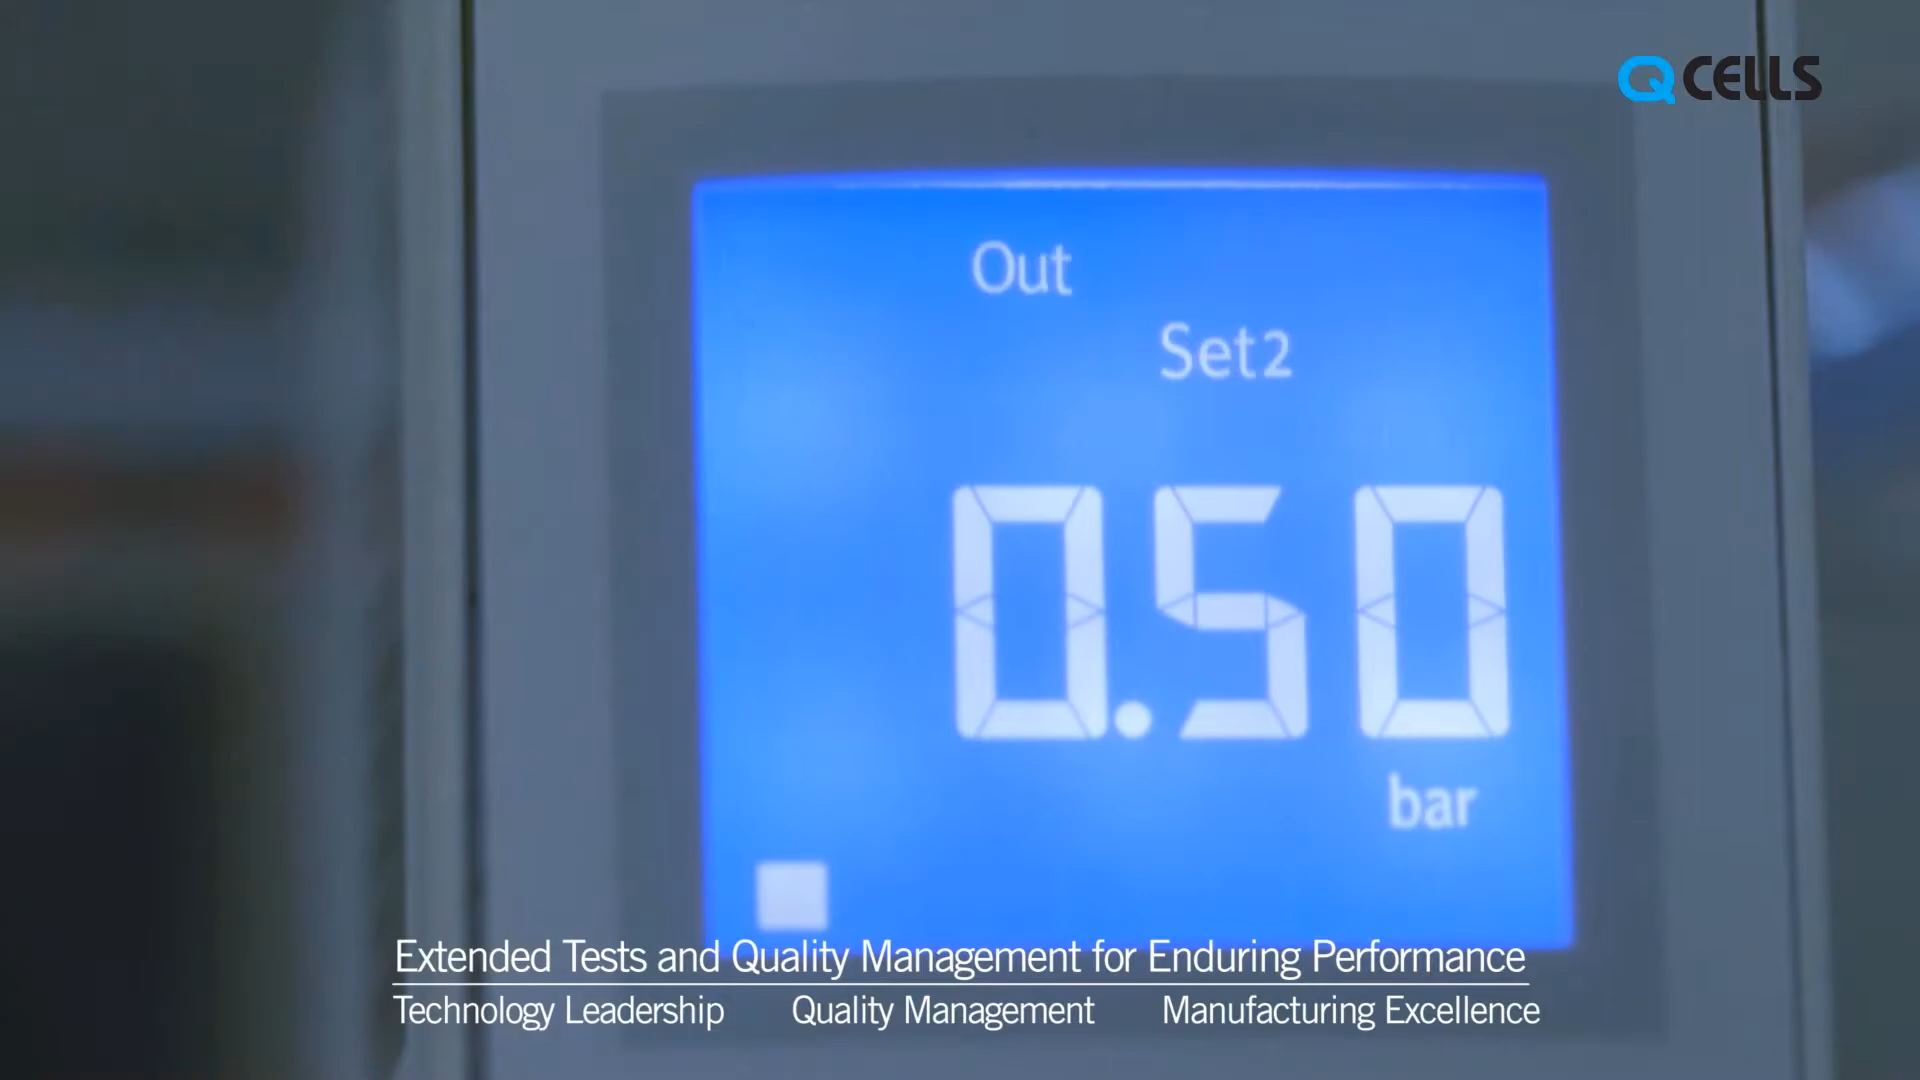 Q CELLS
Out
Set2
0.50
bar
Extended Tests and Quality Management for Enduring Performance
Technology Leadership Quality Management Manufacturing Excellence